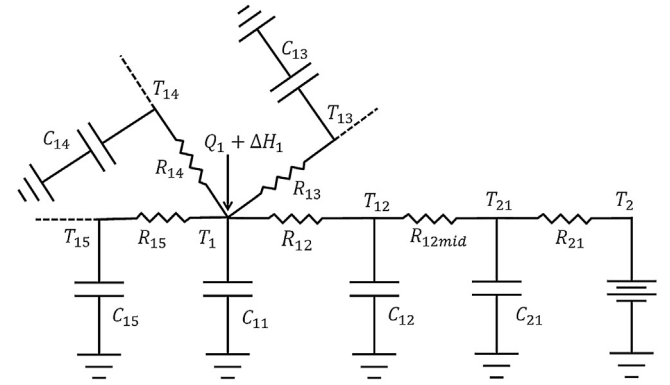 C₁₃
T₁₄
T₁₃
C₁₄
Q₁ + ΔH₁
R₁₄
R₁₃
T₁₂
T₂₁
T₂
T₁₅
R₁₅
T₁
R₁₂
R₁₂mid
R₂₁
C₁₅
C₁₁
C₁₂
C₂₁